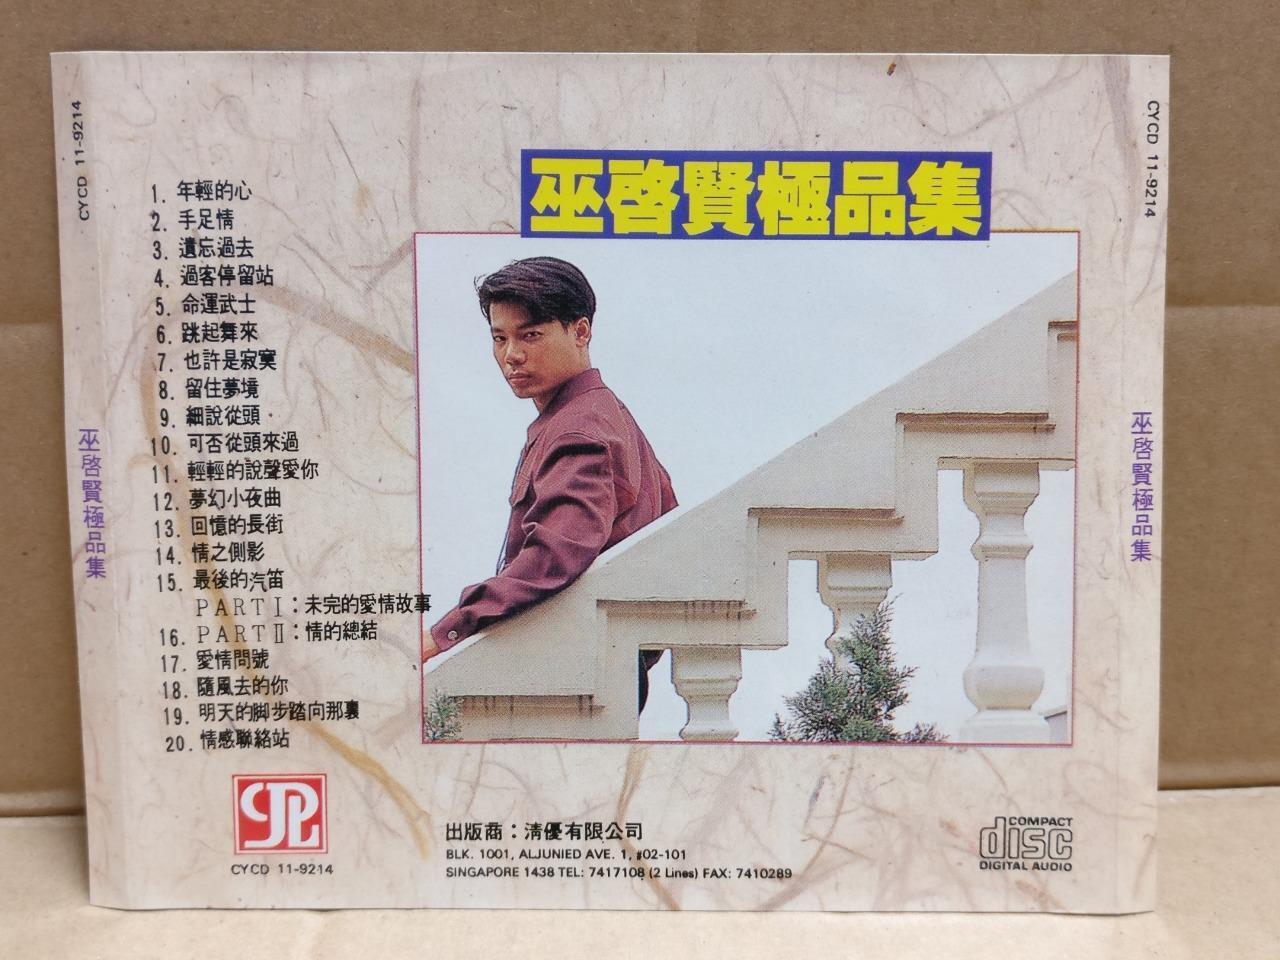 CYCD 11-9214
巫啓賢極品集
巫啓賢極品集
1. 年輕的心
2. 手足情
3. 遺忘過去
4. 過客停留站
5. 命運武士
6. 跳起舞來
7. 也許是寂寞
8. 留住夢境
9. 細說從頭
10. 可否從頭來過
11. 輕輕的說聲愛你
12. 夢幻小夜曲
13. 回憶的長街
14. 情之側影
15. 最後的汽笛
PART Ⅰ：未完的愛情故事
16. PART Ⅱ：情的總結
17. 愛情問號
18. 隨風去的你
19. 明天的脚步踏向那裏
20. 情感聯絡站
CYCD 11-9214
出版商：清優有限公司
BLK. 1001, ALJUNIED AVE. 1, #02-101
SINGAPORE 1438 TEL: 7417108 (2 Lines) FAX: 7410289
COMPACT
disc
DIGITAL AUDIO
CYCD 11-9214
巫啓賢極品集